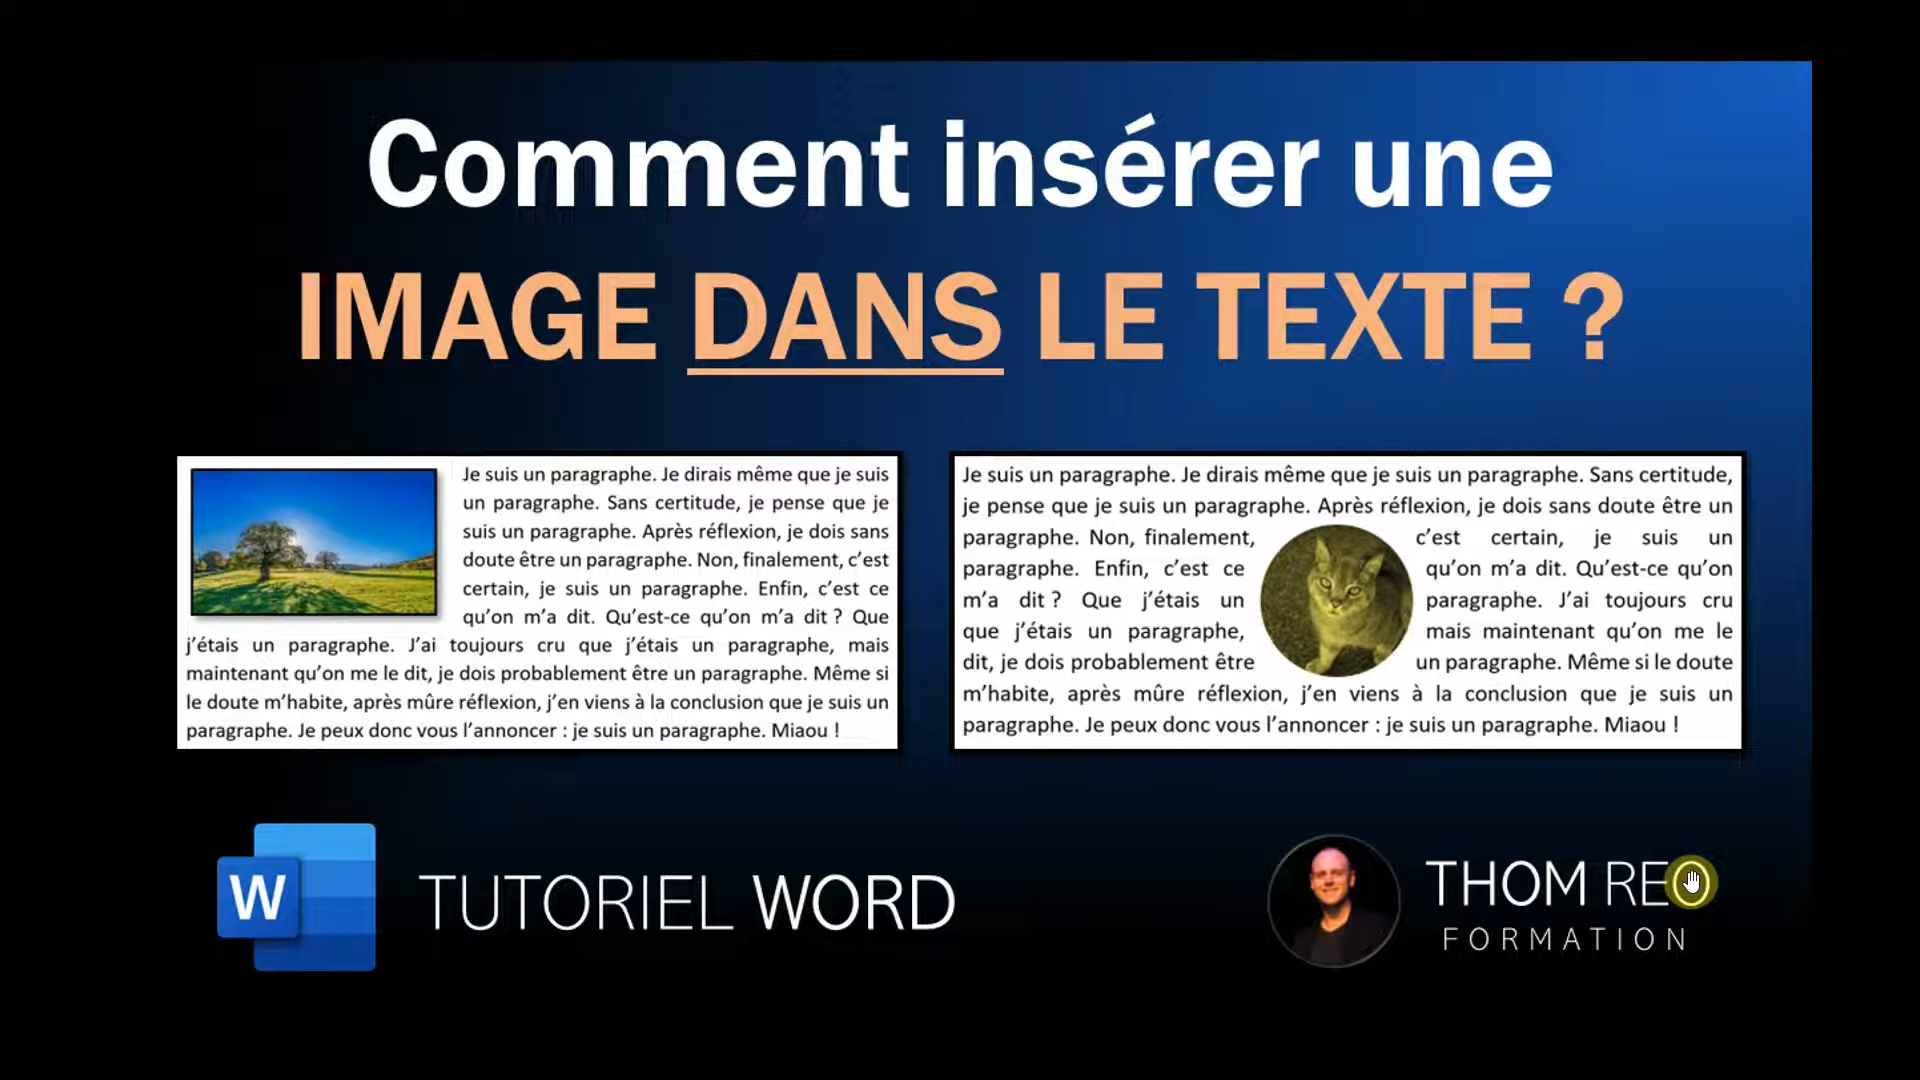 Comment insérer une
IMAGE DANS LE TEXTE ?
Je suis un paragraphe. Je dirais même que je suis
un paragraphe. Sans certitude, je pense que je
suis un paragraphe. Après réflexion, je dois sans
doute être un paragraphe. Non, finalement, c’est
certain, je suis un paragraphe. Enfin, c’est ce
qu’on m’a dit. Qu’est-ce qu’on m’a dit ? Que
j’étais un paragraphe. J’ai toujours cru que j’étais un paragraphe, mais
maintenant qu’on me le dit, je dois probablement être un paragraphe. Même si
le doute m’habite, après mûre réflexion, j’en viens à la conclusion que je suis un
paragraphe. Je peux donc vous l’annoncer : je suis un paragraphe. Miaou !
Je suis un paragraphe. Je dirais même que je suis un paragraphe. Sans certitude,
je pense que je suis un paragraphe. Après réflexion, je dois sans doute être un
paragraphe. Non, finalement, c’est certain, je suis un
paragraphe. Enfin, c’est ce qu’on m’a dit. Qu’est-ce qu’on
m’a dit ? Que j’étais un paragraphe. J’ai toujours cru
que j’étais un paragraphe, mais maintenant qu’on me le
dit, je dois probablement être un paragraphe. Même si le doute
m’habite, après mûre réflexion, j’en viens à la conclusion que je suis un
paragraphe. Je peux donc vous l’annoncer : je suis un paragraphe. Miaou !
W
TUTORIEL WORD
THOM REO
FORMATION